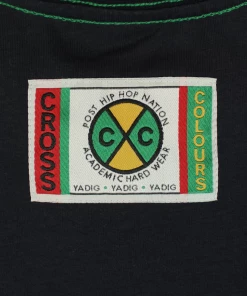 CROSS
POST HIP HOP NATION
C C
ACADEMIC HARD WEAR
YADIG • YADIG • YADIG
COLOURS